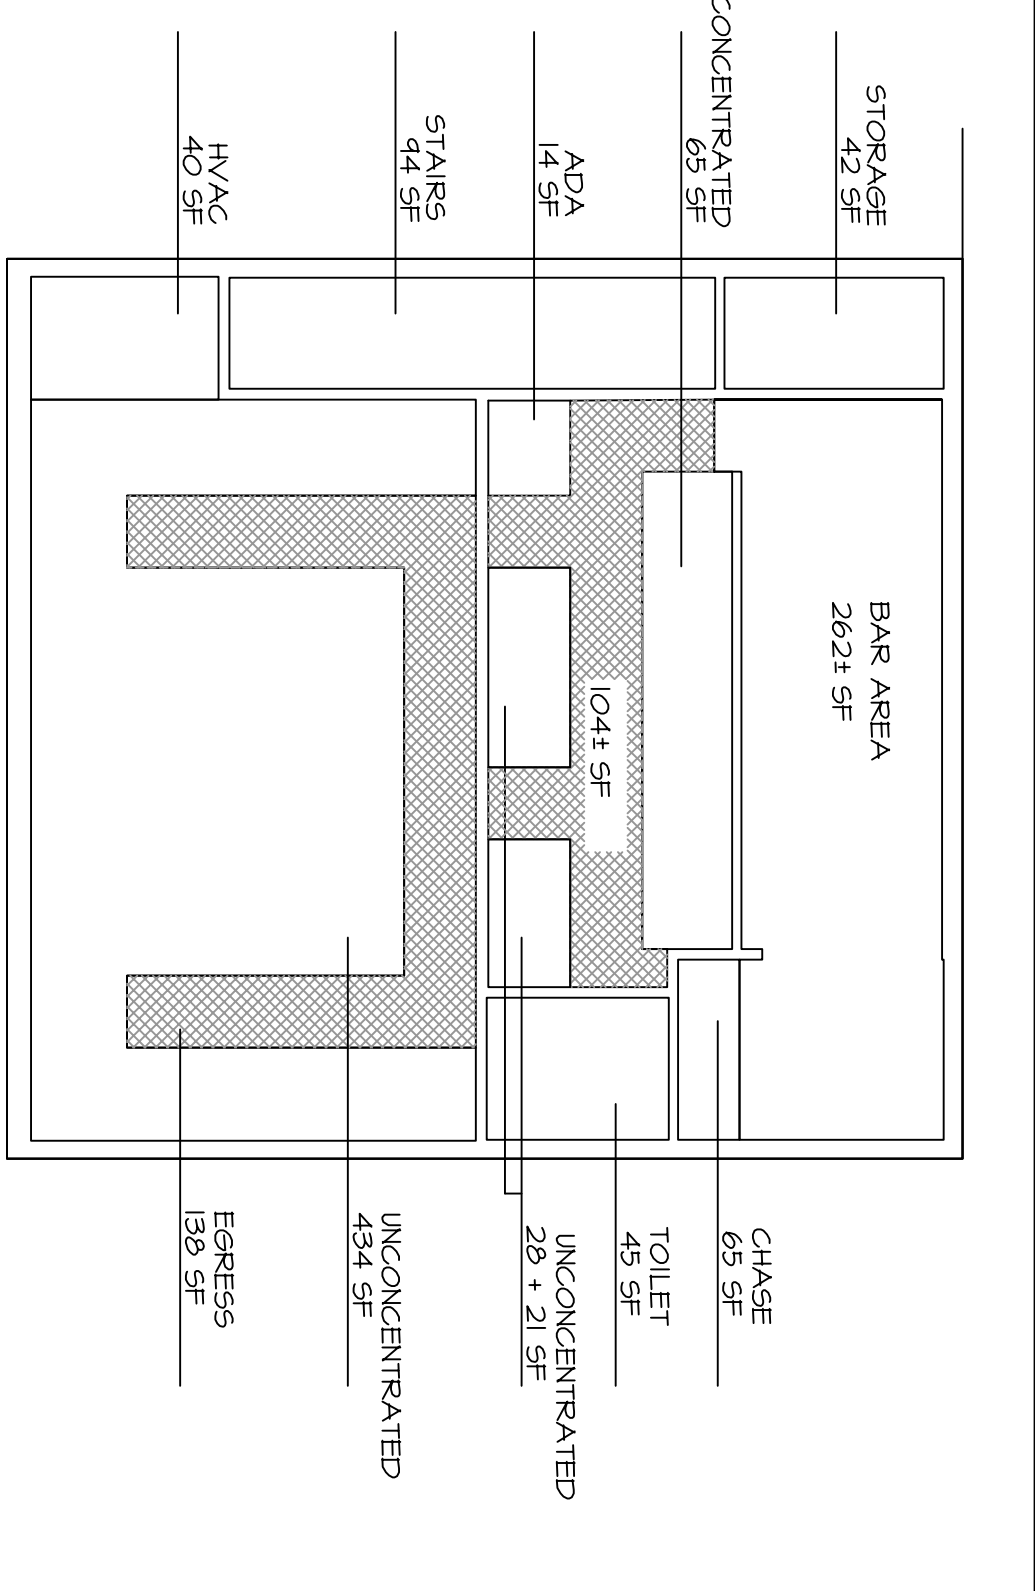 STORAGE
42 SF
CONCENTRATED
65 SF
ADA
14 SF
STAIRS
94 SF
HVAC
40 SF
BAR AREA
262± SF
104± SF
CHASE
65 SF
TOILET
45 SF
UNCONCENTRATED
28 + 21 SF
UNCONCENTRATED
434 SF
EGRESS
138 SF